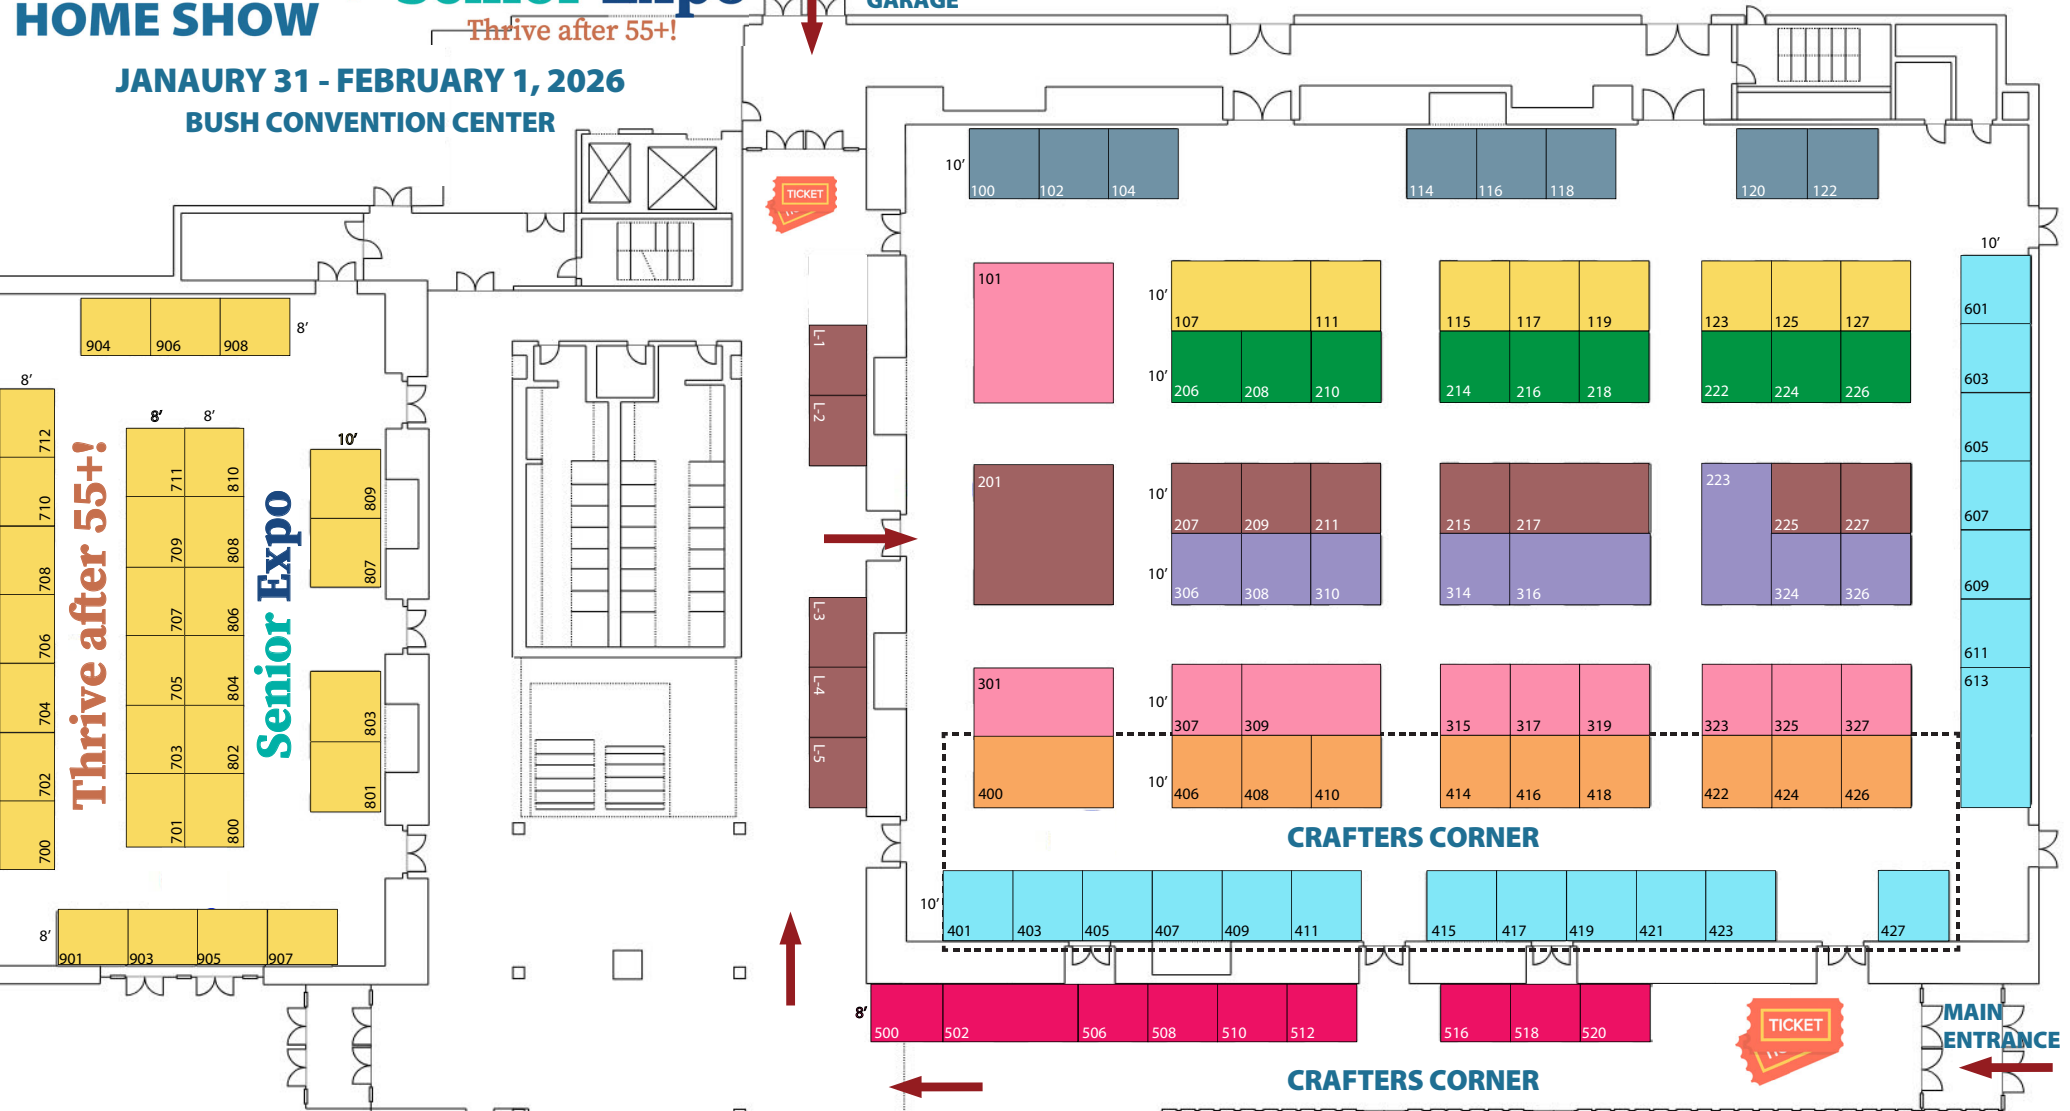 HOME SHOW
Senior Expo
Thrive after 55+!
GARAGE
JANAURY 31 - FEBRUARY 1, 2026
BUSH CONVENTION CENTER
TICKET
10'
100 102 104
114 116 118
120 122
10'
601
603
605
607
609
611
613
101
10'
107 111
115 117 119
123 125 127
10'
206 208 210
214 216 218
222 224 226
201
10'
207 209 211
215 217
223
225 227
10'
306 308 310
314 316
324 326
301
10'
307 309
315 317 319
323 325 327
400
10'
406 408 410
414 416 418
422 424 426
CRAFTERS CORNER
10'
401 403 405 407 409 411
415 417 419 421 423
427
8'
500 502 506 508 510 512
516 518 520
CRAFTERS CORNER
TICKET
MAIN
ENTRANCE
L-1
L-2
L-3
L-4
L-5
904 906 908
8'
8'
712
710
708
706
704
702
700
Thrive after 55+!
8' 8'
711 810
709 808
707 806
705 804
703 802
701 800
Senior Expo
10'
809
807
803
801
8'
901 903 905 907